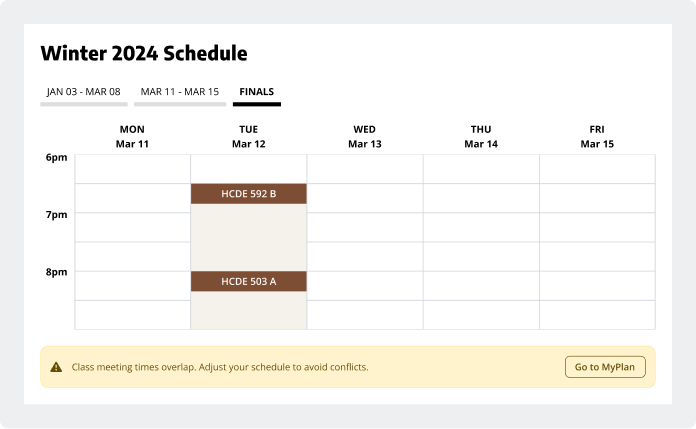 Winter 2024 Schedule
JAN 03 - MAR 08 MAR 11 - MAR 15 FINALS
MON TUE WED THU FRI
Mar 11 Mar 12 Mar 13 Mar 14 Mar 15
6pm
HCDE 592 B
7pm
8pm
HCDE 503 A
Class meeting times overlap. Adjust your schedule to avoid conflicts. Go to MyPlan